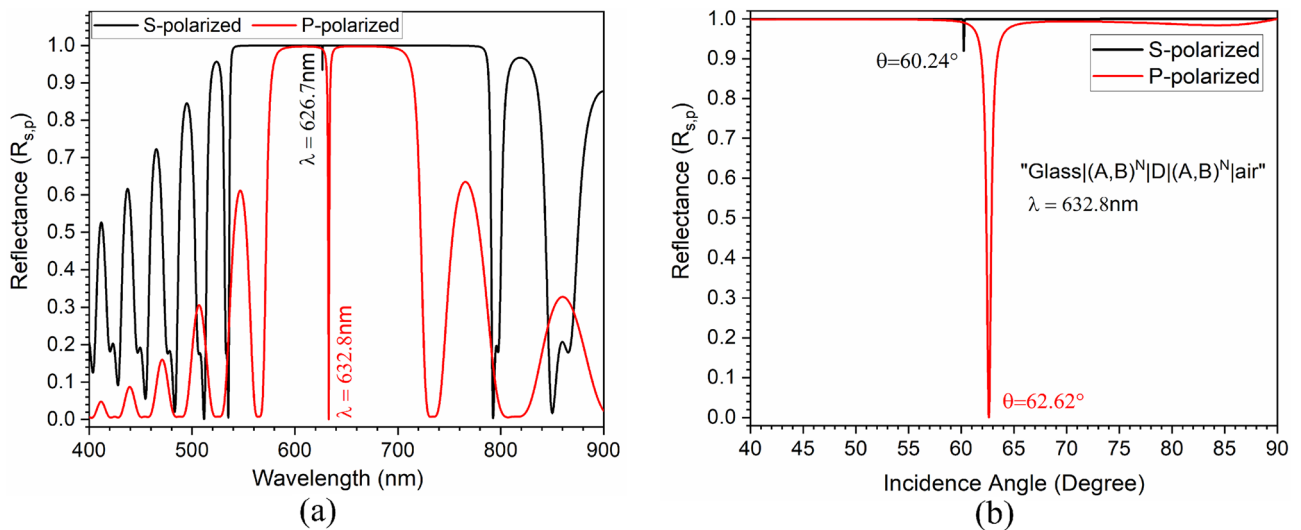 S-polarized P-polarized
1.0
0.9
0.8
0.7
0.6
0.5
0.4
0.3
0.2
0.1
0.0
Reflectance (Rs,p)
λ = 626.7nm
λ = 632.8nm
400 500 600 700 800 900
Wavelength (nm)
(a)
1.0
0.9
0.8
0.7
0.6
0.5
0.4
0.3
0.2
0.1
0.0
Reflectance (Rs,p)
θ=60.24°
S-polarized
P-polarized
"Glass|(A,B)ᴺ|D|(A,B)ᴺ|air"
λ = 632.8nm
θ=62.62°
40 45 50 55 60 65 70 75 80 85 90
Incidence Angle (Degree)
(b)